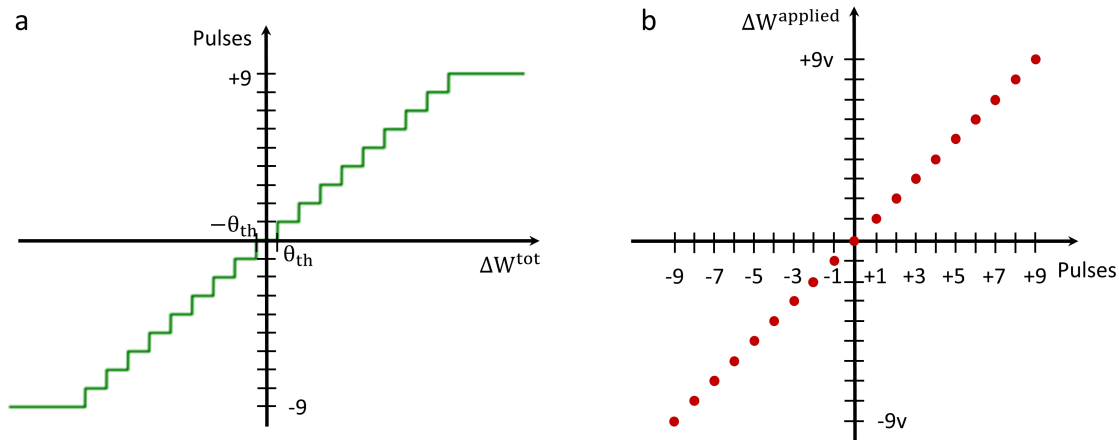 a
Pulses
+9
−θth
θth
ΔWtot
-9
b
ΔWapplied
+9v
-9 -7 -5 -3 -1 +1 +3 +5 +7 +9
Pulses
-9v